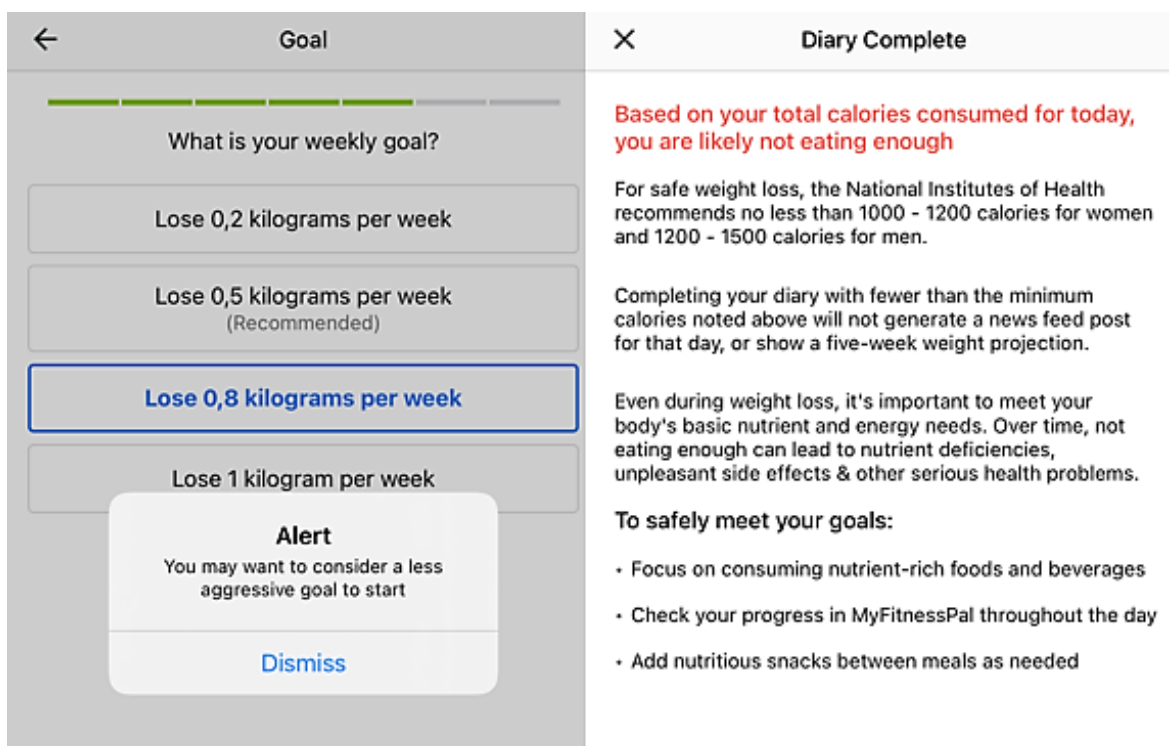 Goal
What is your weekly goal?
Lose 0,2 kilograms per week
Lose 0,5 kilograms per week
(Recommended)
Lose 0,8 kilograms per week
Lose 1 kilogram per week
Alert
You may want to consider a less
aggressive goal to start
Dismiss
Diary Complete
Based on your total calories consumed for today,
you are likely not eating enough
For safe weight loss, the National Institutes of Health
recommends no less than 1000 - 1200 calories for women
and 1200 - 1500 calories for men.
Completing your diary with fewer than the minimum
calories noted above will not generate a news feed post
for that day, or show a five-week weight projection.
Even during weight loss, it's important to meet your
body's basic nutrient and energy needs. Over time, not
eating enough can lead to nutrient deficiencies,
unpleasant side effects & other serious health problems.
To safely meet your goals:
• Focus on consuming nutrient-rich foods and beverages
• Check your progress in MyFitnessPal throughout the day
• Add nutritious snacks between meals as needed